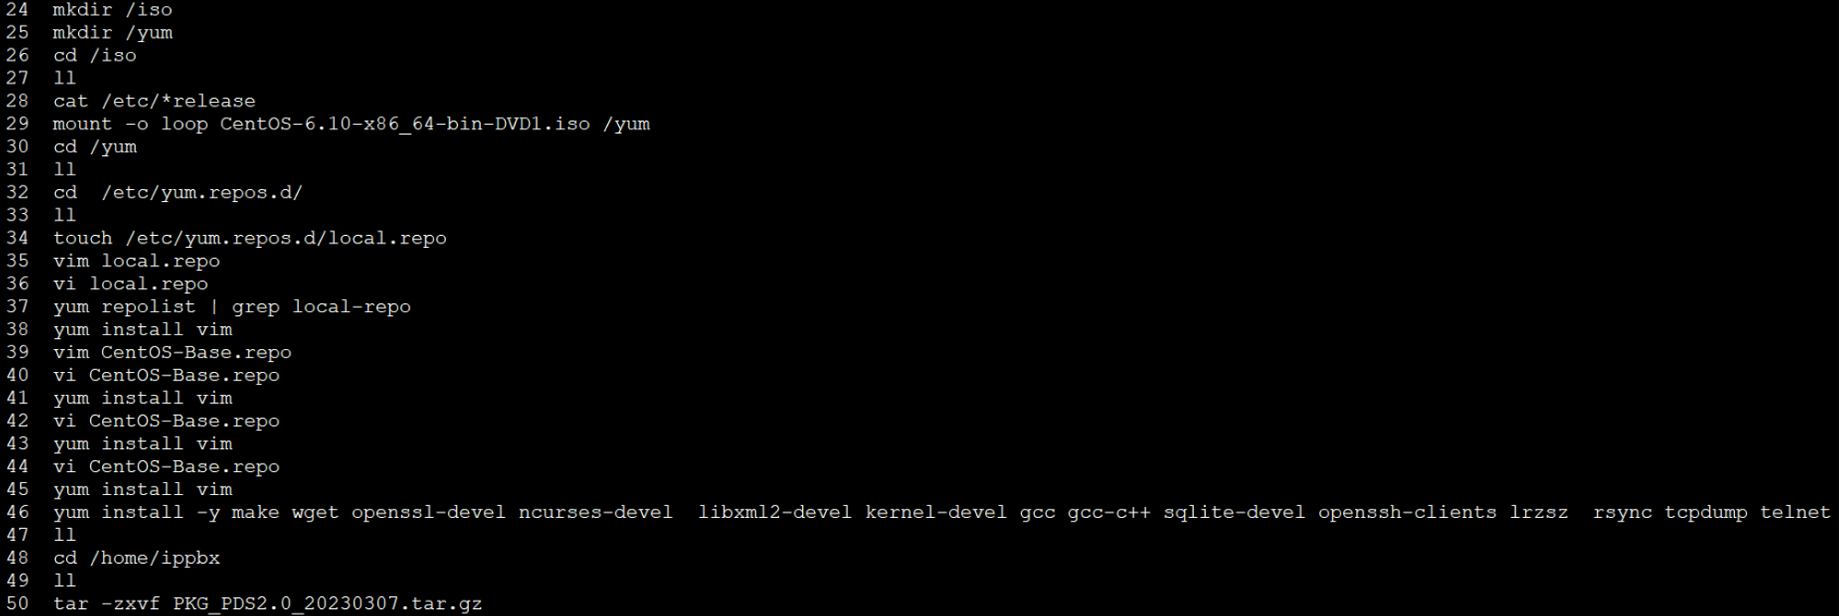 24  mkdir /iso
25  mkdir /yum
26  cd /iso
27  ll
28  cat /etc/*release
29  mount -o loop CentOS-6.10-x86_64-bin-DVD1.iso /yum
30  cd /yum
31  ll
32  cd  /etc/yum.repos.d/
33  ll
34  touch /etc/yum.repos.d/local.repo
35  vim local.repo
36  vi local.repo
37  yum repolist | grep local-repo
38  yum install vim
39  vim CentOS-Base.repo
40  vi CentOS-Base.repo
41  yum install vim
42  vi CentOS-Base.repo
43  yum install vim
44  vi CentOS-Base.repo
45  yum install vim
46  yum install -y make wget openssl-devel ncurses-devel  libxml2-devel kernel-devel gcc gcc-c++ sqlite-devel openssh-clients lrzsz  rsync tcpdump telnet
47  ll
48  cd /home/ippbx
49  ll
50  tar -zxvf PKG_PDS2.0_20230307.tar.gz